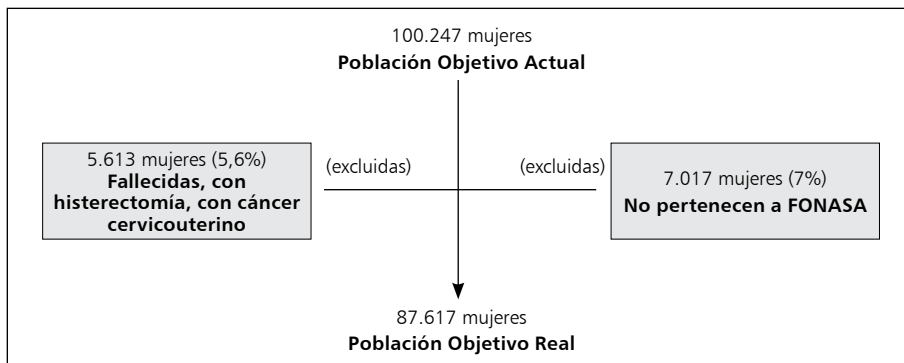 100.247 mujeres
Población Objetivo Actual
5.613 mujeres (5,6%)
Fallecidas, con
histerectomía, con cáncer
cervicouterino
(excluidas)
(excluidas)
7.017 mujeres (7%)
No pertenecen a FONASA
87.617 mujeres
Población Objetivo Real